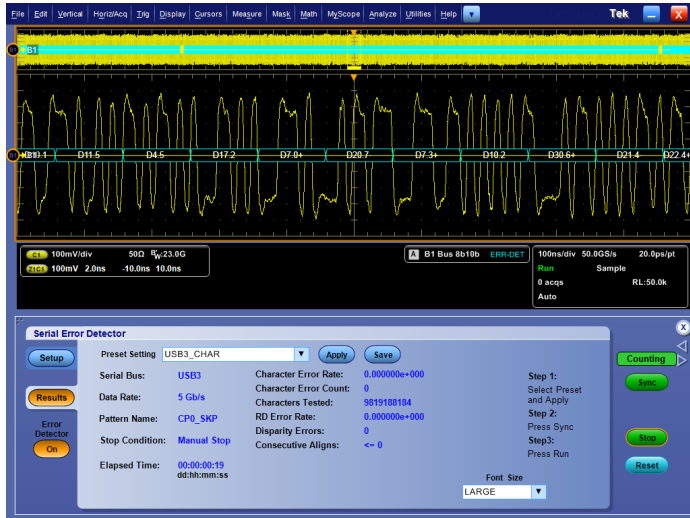 File Edit Vertical Horiz/Acq Trig Display Cursors Measure Mask Math MyScope Analyze Utilities Help Tek X
B1 B1
B1 D11.5 D4.5- D17.2 D7.0+ D20.7 D7.3+ D10.2 D30.6+ D21.4 D22.4+
C1 100mV/div 50Ω BW:23.0G
Z1C1 100mV 2.0ns -10.0ns 10.0ns
A B1 Bus 8b10b ERR-DET
100ns/div 50.0GS/s 20.0ps/pt
Run Sample
0 acqs RL:50.0k
Auto
Serial Error Detector X
Setup
Results
Error
Detector
On
Preset Setting USB3_CHAR Apply Save
Serial Bus: USB3
Data Rate: 5 Gb/s
Pattern Name: CP0_SKP
Stop Condition: Manual Stop
Elapsed Time: 00:00:00:19
dd:hh:mm:ss
Character Error Rate: 0.000000e+000
Character Error Count: 0
Characters Tested: 9819188184
RD Error Rate: 0.000000e+000
Disparity Errors: 0
Consecutive Aligns: <= 0
Step 1:
Select Preset
and Apply
Step 2:
Press Sync
Step3:
Press Run
Font Size
LARGE
Counting
Sync
Stop
Reset